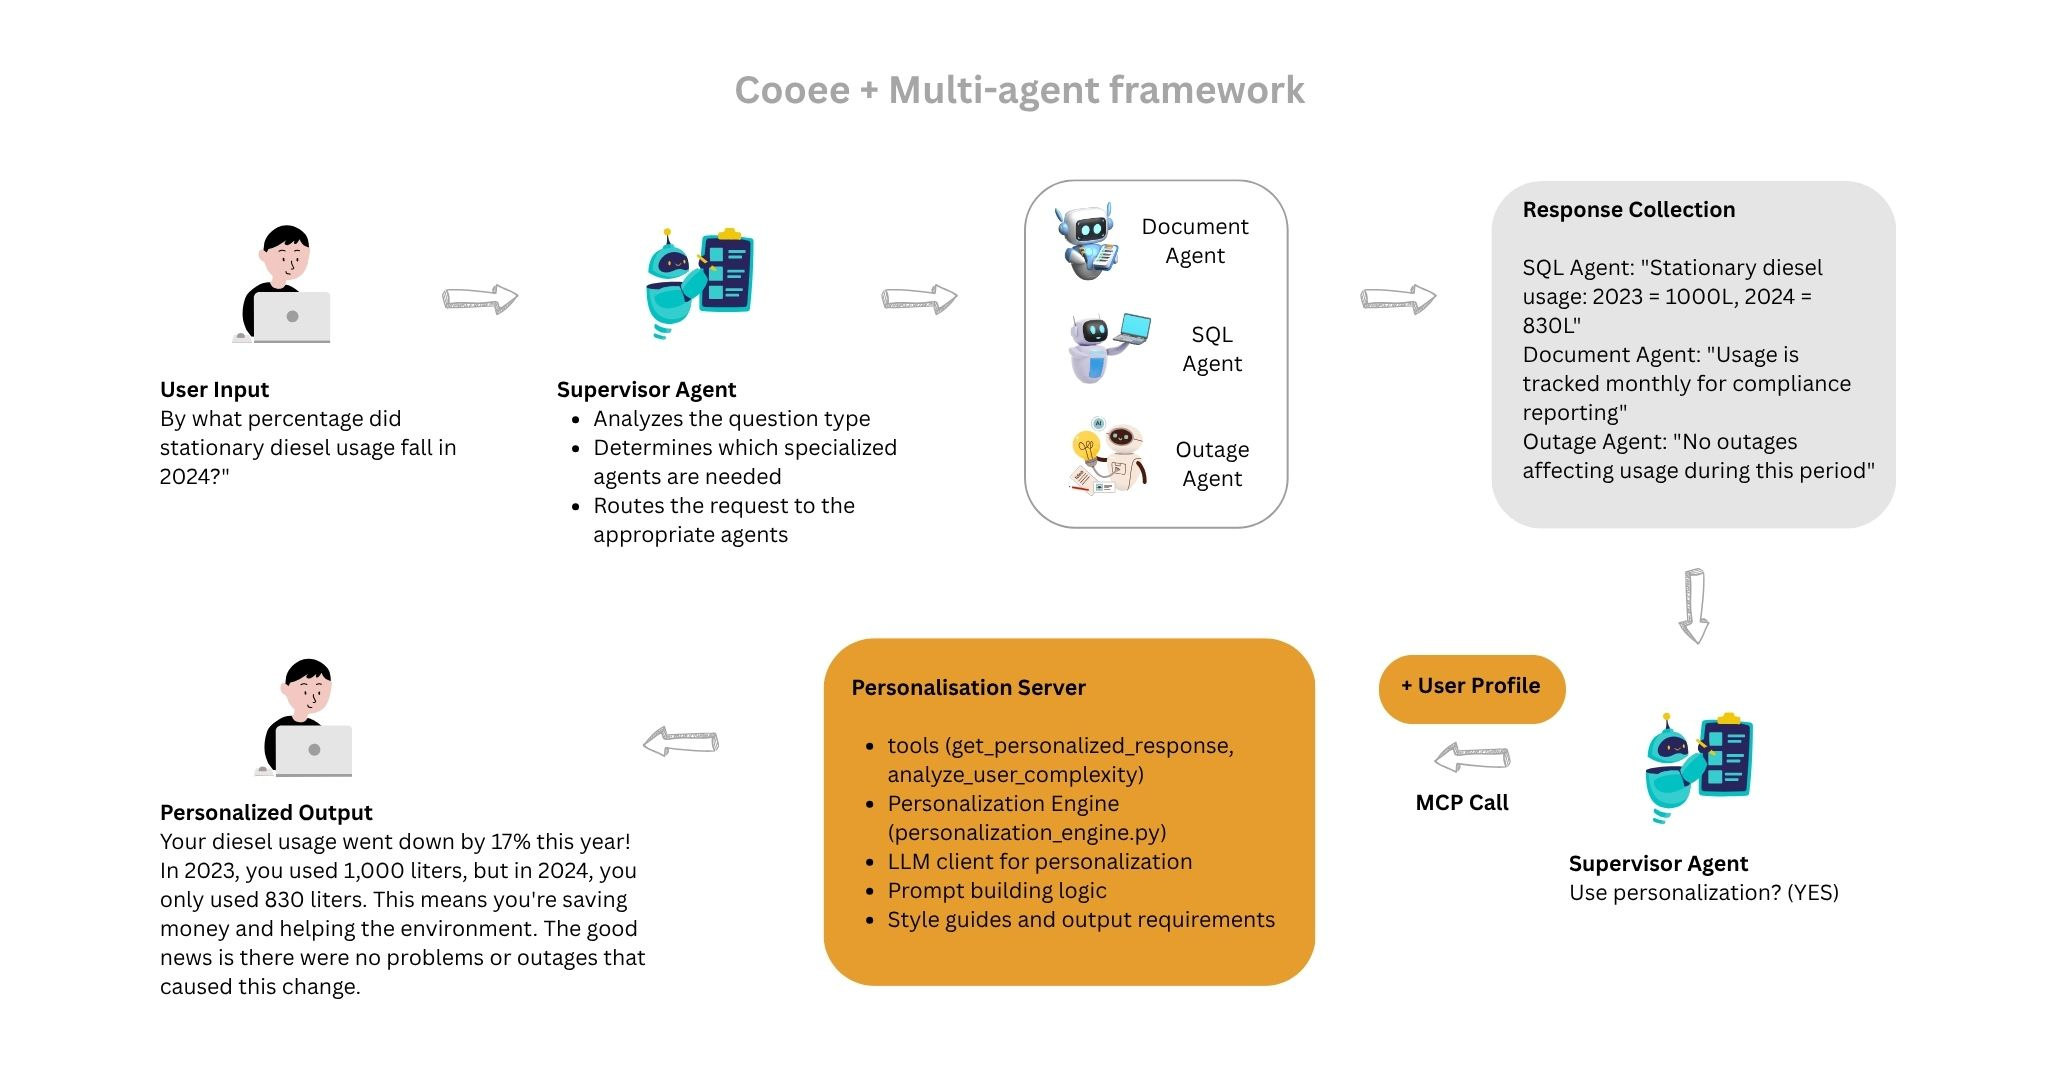 Cooee + Multi-agent framework
User Input
By what percentage did
stationary diesel usage fall in
2024?"
Supervisor Agent
• Analyzes the question type
• Determines which specialized
agents are needed
• Routes the request to the
appropriate agents
Document
Agent
SQL
Agent
AI
Outage
Agent
Response Collection
SQL Agent: "Stationary diesel
usage: 2023 = 1000L, 2024 =
830L"
Document Agent: "Usage is
tracked monthly for compliance
reporting"
Outage Agent: "No outages
affecting usage during this period"
Supervisor Agent
Use personalization? (YES)
+ User Profile
MCP Call
Personalisation Server
• tools (get_personalized_response,
analyze_user_complexity)
• Personalization Engine
(personalization_engine.py)
• LLM client for personalization
• Prompt building logic
• Style guides and output requirements
Personalized Output
Your diesel usage went down by 17% this year!
In 2023, you used 1,000 liters, but in 2024, you
only used 830 liters. This means you're saving
money and helping the environment. The good
news is there were no problems or outages that
caused this change.